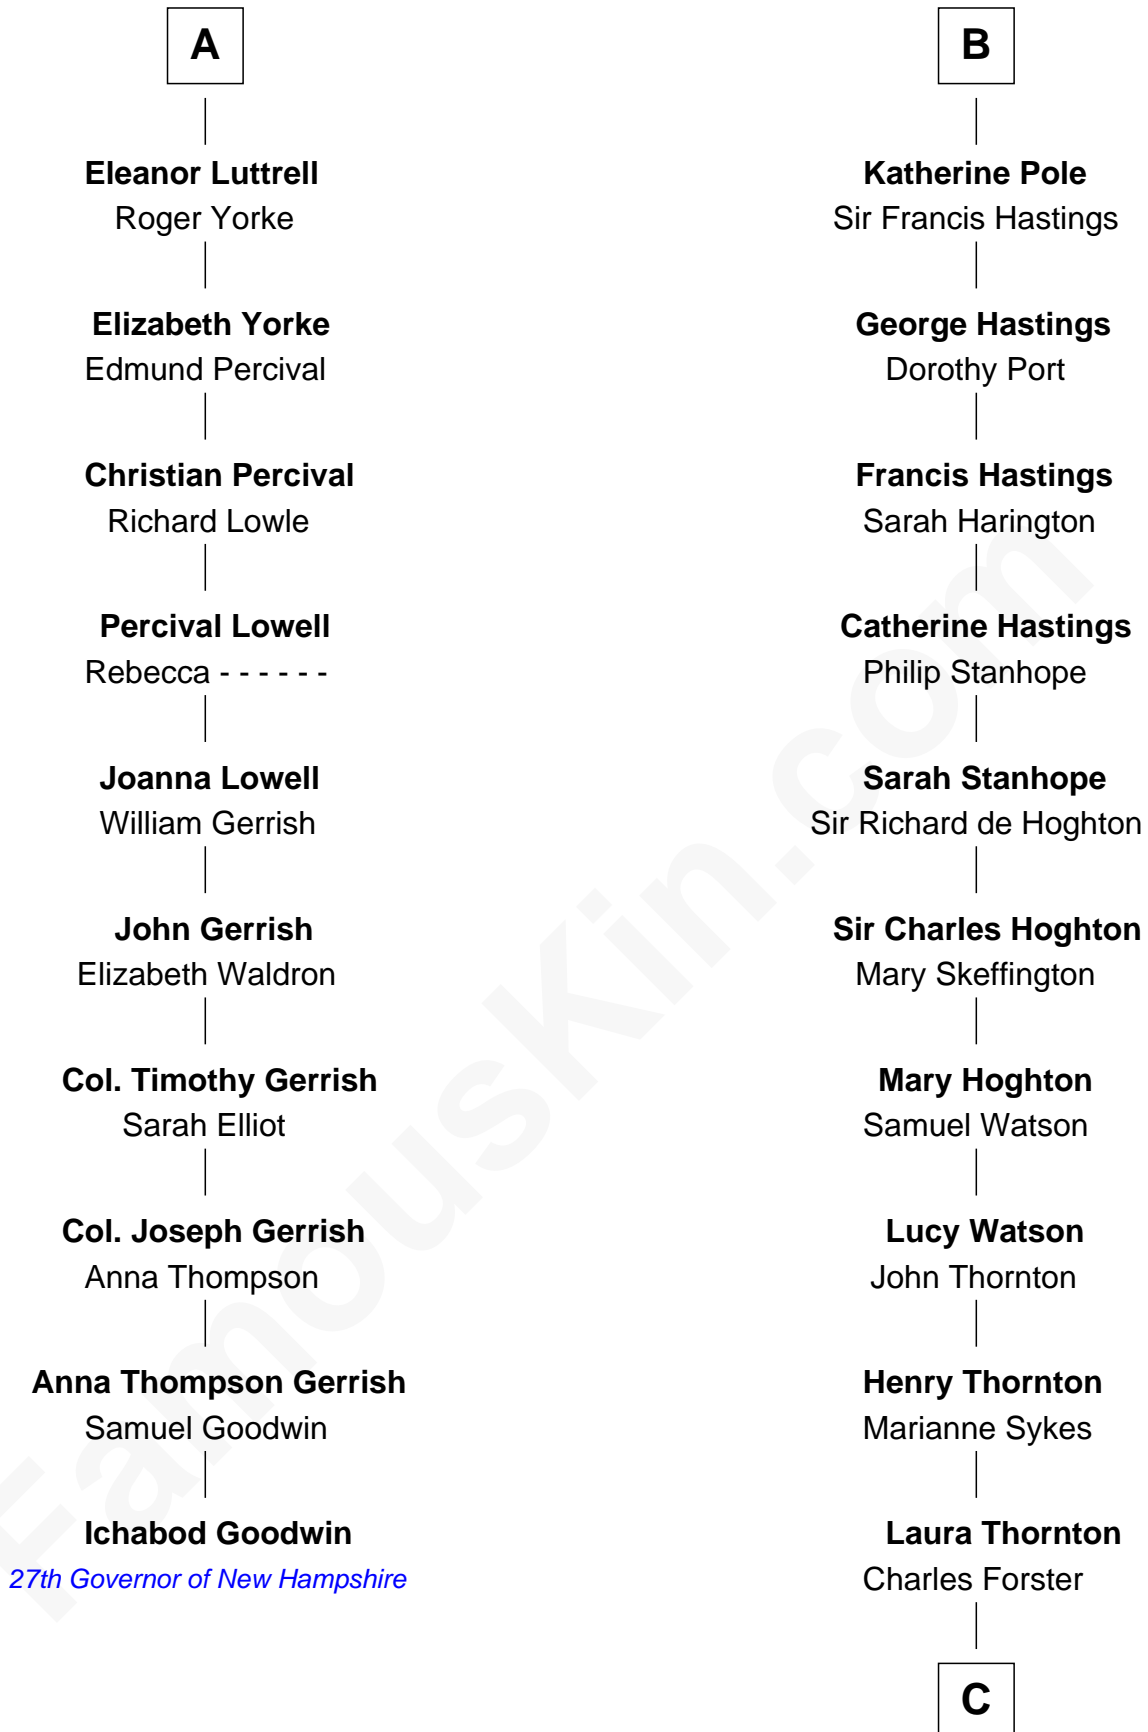 A
Eleanor Luttrell
Roger Yorke
Elizabeth Yorke
Edmund Percival
Christian Percival
Richard Lowle
Percival Lowell
Rebecca - - - - - -
Joanna Lowell
William Gerrish
John Gerrish
Elizabeth Waldron
Col. Timothy Gerrish
Sarah Elliot
Col. Joseph Gerrish
Anna Thompson
Anna Thompson Gerrish
Samuel Goodwin
Ichabod Goodwin
27th Governor of New Hampshire
B
Katherine Pole
Sir Francis Hastings
George Hastings
Dorothy Port
Francis Hastings
Sarah Harington
Catherine Hastings
Philip Stanhope
Sarah Stanhope
Sir Richard de Hoghton
Sir Charles Hoghton
Mary Skeffington
Mary Hoghton
Samuel Watson
Lucy Watson
John Thornton
Henry Thornton
Marianne Sykes
Laura Thornton
Charles Forster
C
FamousKin.com